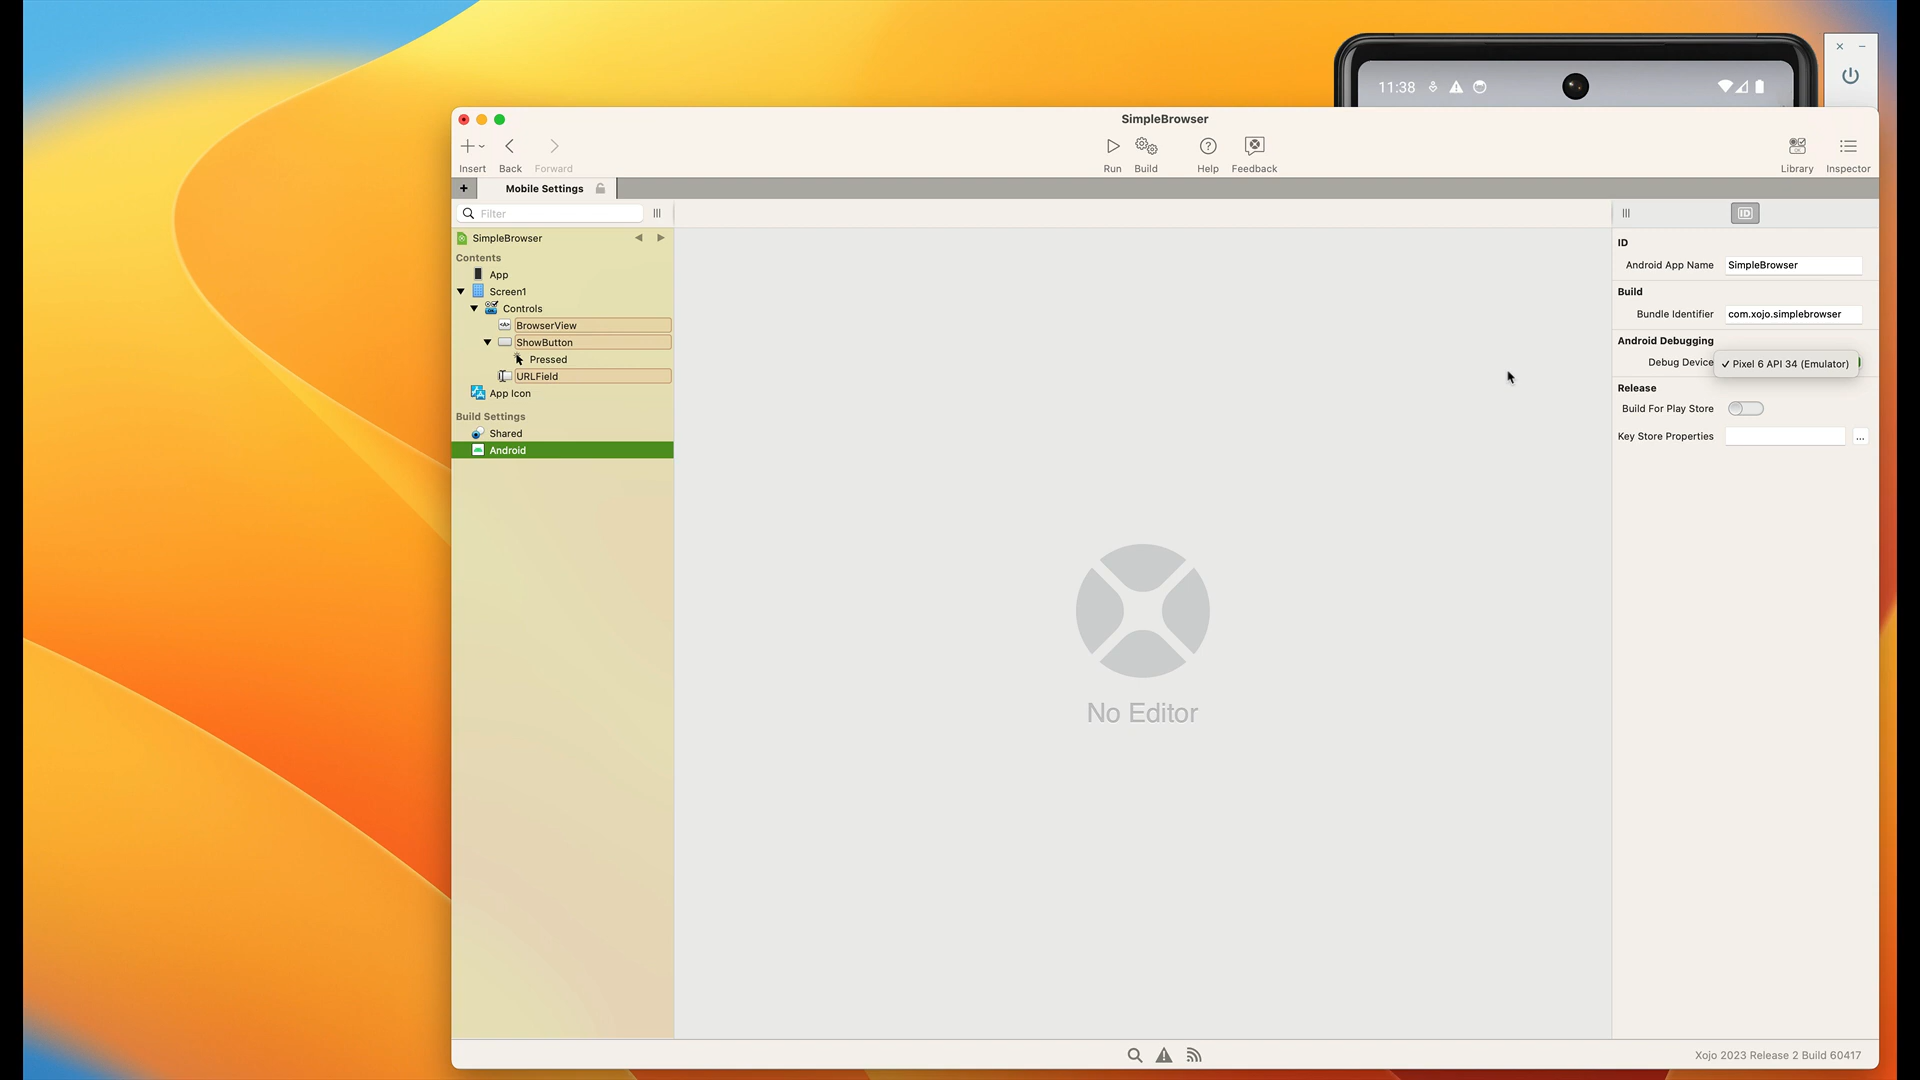 11:38
SimpleBrowser
Insert
Back
Forward
Run
Build
Help
Feedback
Library
Inspector
Mobile Settings
Filter
SimpleBrowser
Contents
App
Screen1
Controls
BrowserView
ShowButton
Pressed
URLField
App Icon
Build Settings
Shared
Android
No Editor
ID
ID
Android App Name SimpleBrowser
Build
Bundle Identifier com.xojo.simplebrowser
Android Debugging
Debug Device ✓ Pixel 6 API 34 (Emulator)
Release
Build For Play Store
Key Store Properties ...
Xojo 2023 Release 2 Build 60417